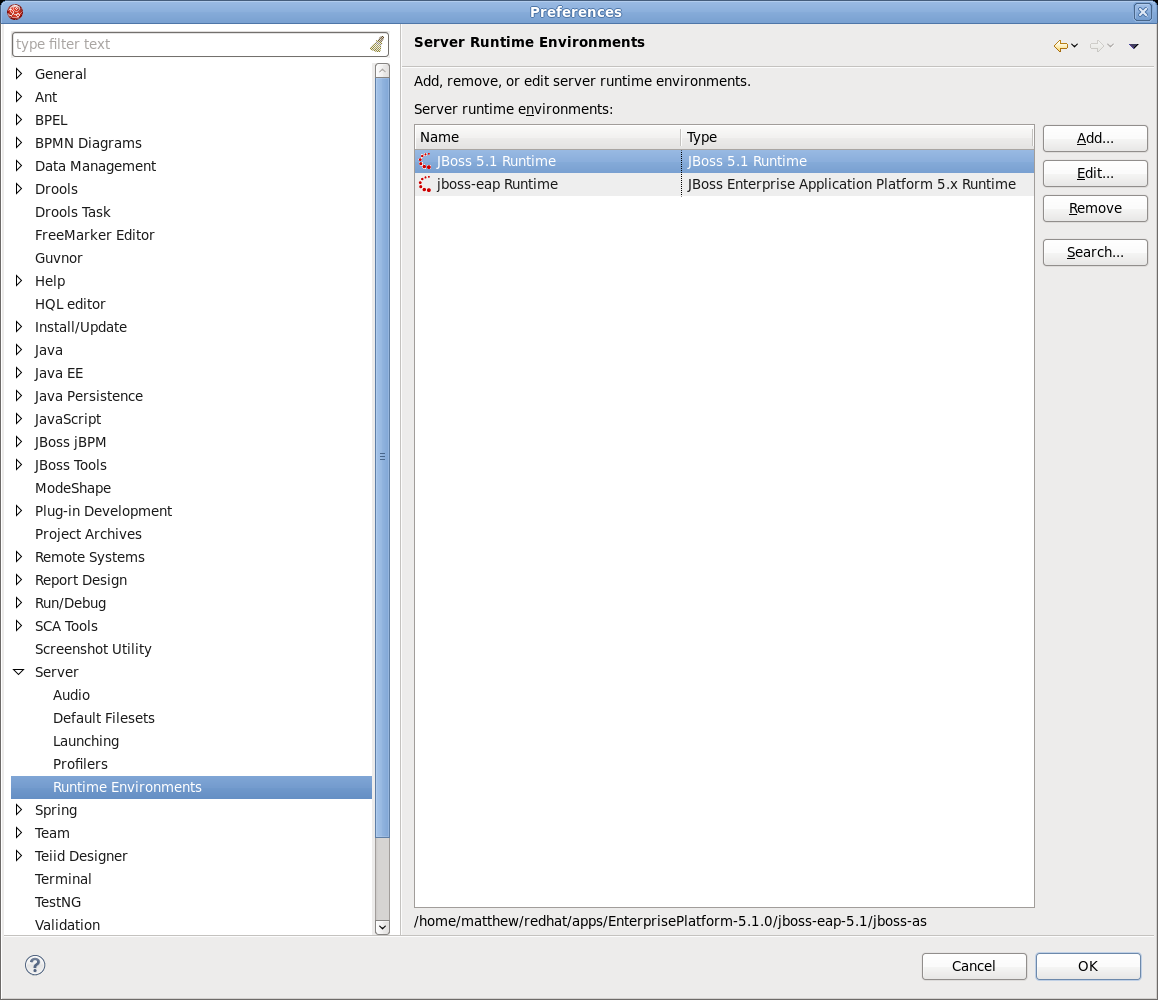 Preferences
type filter text
General
Ant
BPEL
BPMN Diagrams
Data Management
Drools
Drools Task
FreeMarker Editor
Guvnor
Help
HQL editor
Install/Update
Java
Java EE
Java Persistence
JavaScript
JBoss jBPM
JBoss Tools
ModeShape
Plug-in Development
Project Archives
Remote Systems
Report Design
Run/Debug
SCA Tools
Screenshot Utility
Server
Audio
Default Filesets
Launching
Profilers
Runtime Environments
Spring
Team
Teiid Designer
Terminal
TestNG
Validation
Server Runtime Environments
Add, remove, or edit server runtime environments.
Server runtime environments:
Name Type
JBoss 5.1 Runtime JBoss 5.1 Runtime
jboss-eap Runtime JBoss Enterprise Application Platform 5.x Runtime
Add...
Edit...
Remove
Search...
/home/matthew/redhat/apps/EnterprisePlatform-5.1.0/jboss-eap-5.1/jboss-as
?
Cancel OK